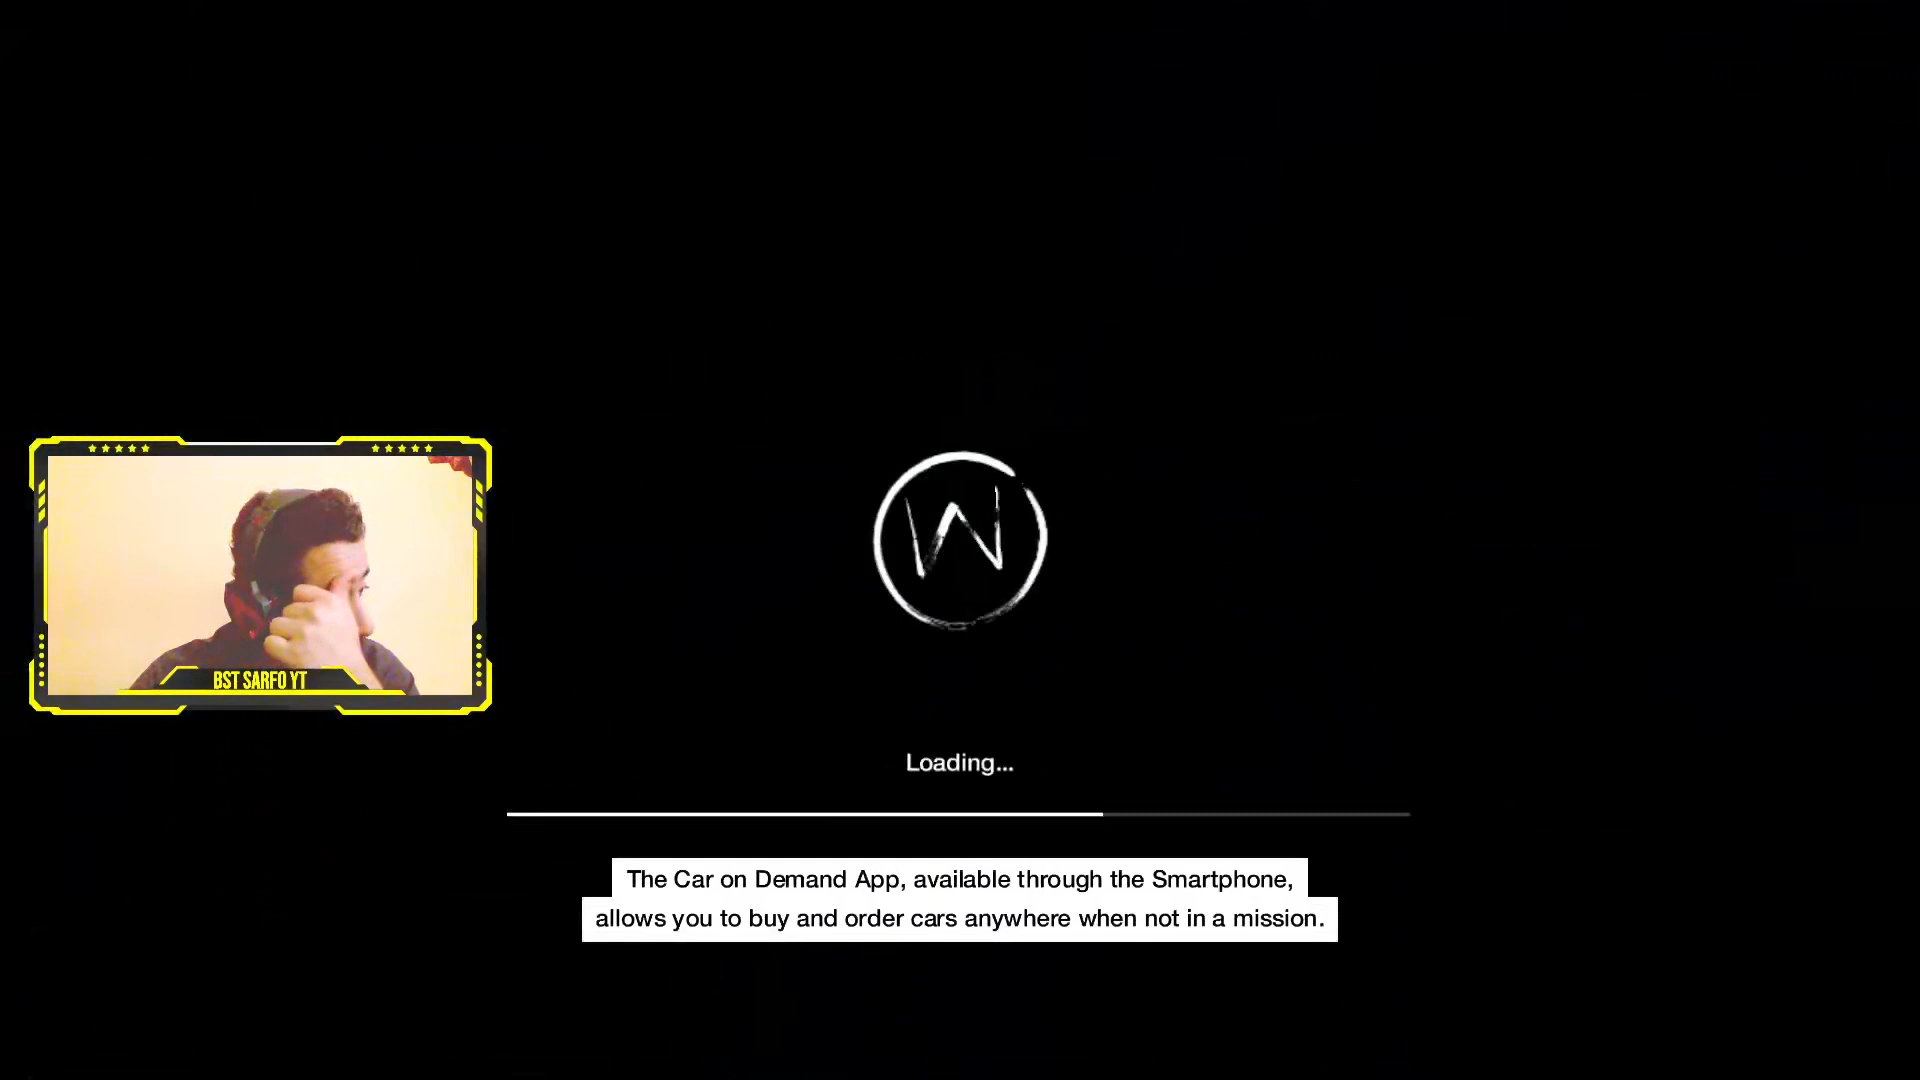 BST SARFO YT
W
Loading...
The Car on Demand App, available through the Smartphone,
allows you to buy and order cars anywhere when not in a mission.